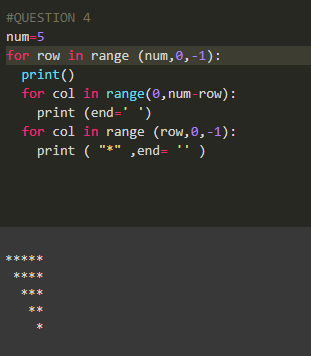 #QUESTION 4
num=5
for row in range (num,0,-1):
  print()
  for col in range(0,num-row):
    print (end=' ')
  for col in range (row,0,-1):
    print ( "*" ,end= '' )
*****
 ****
  ***
   **
    *